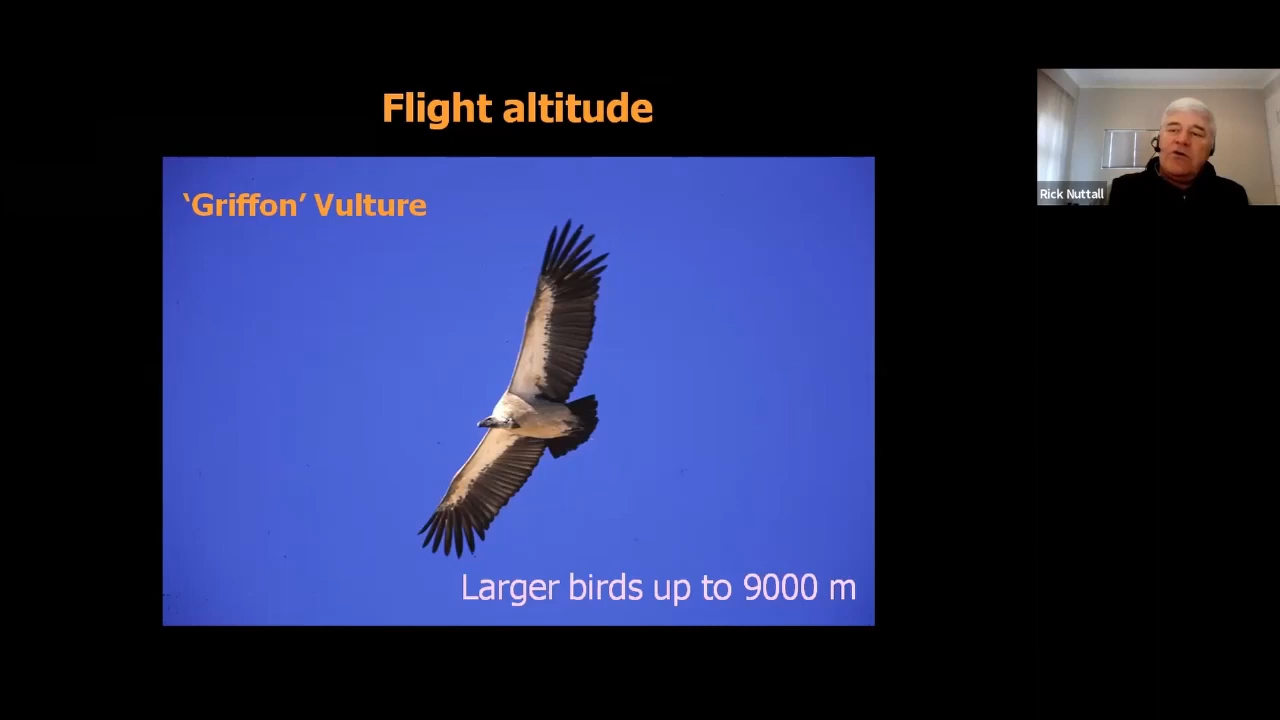 Flight altitude
‘Griffon’ Vulture
Rick Nuttall
Larger birds up to 9000 m